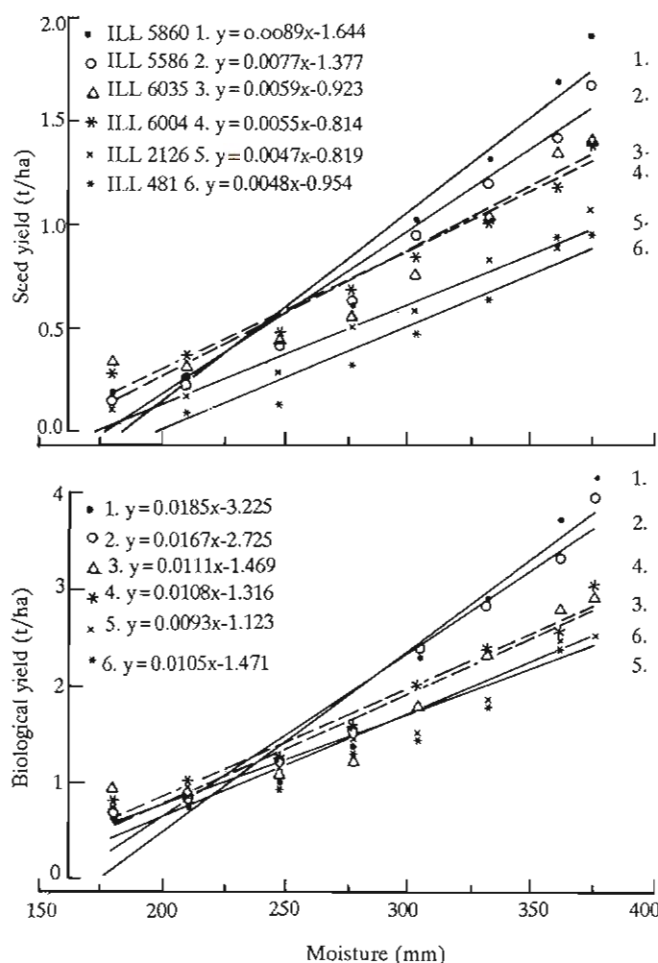 2.0
ILL 5860 1. y=0.0089x-1.644
ILL 5586 2. y=0.0077x-1.377
ILL 6035 3. y=0.0059x-0.923
ILL 6004 4. y=0.0055x-0.814
ILL 2126 5. y=0.0047x-0.819
ILL 481 6. y=0.0048x-0.954
1.5
1.0
0.5
0.0
Seed yield (t/ha)
1.
2.
3.
4.
5.
6.
4
1. y=0.0185x-3.225
2. y=0.0167x-2.725
3. y=0.0111x-1.469
4. y=0.0108x-1.316
5. y=0.0093x-1.123
6. y=0.0105x-1.471
3
2
1
0
Biological yield (t/ha)
1.
2.
4.
3.
6.
5.
150 200 250 300 350 400
Moisture (mm)